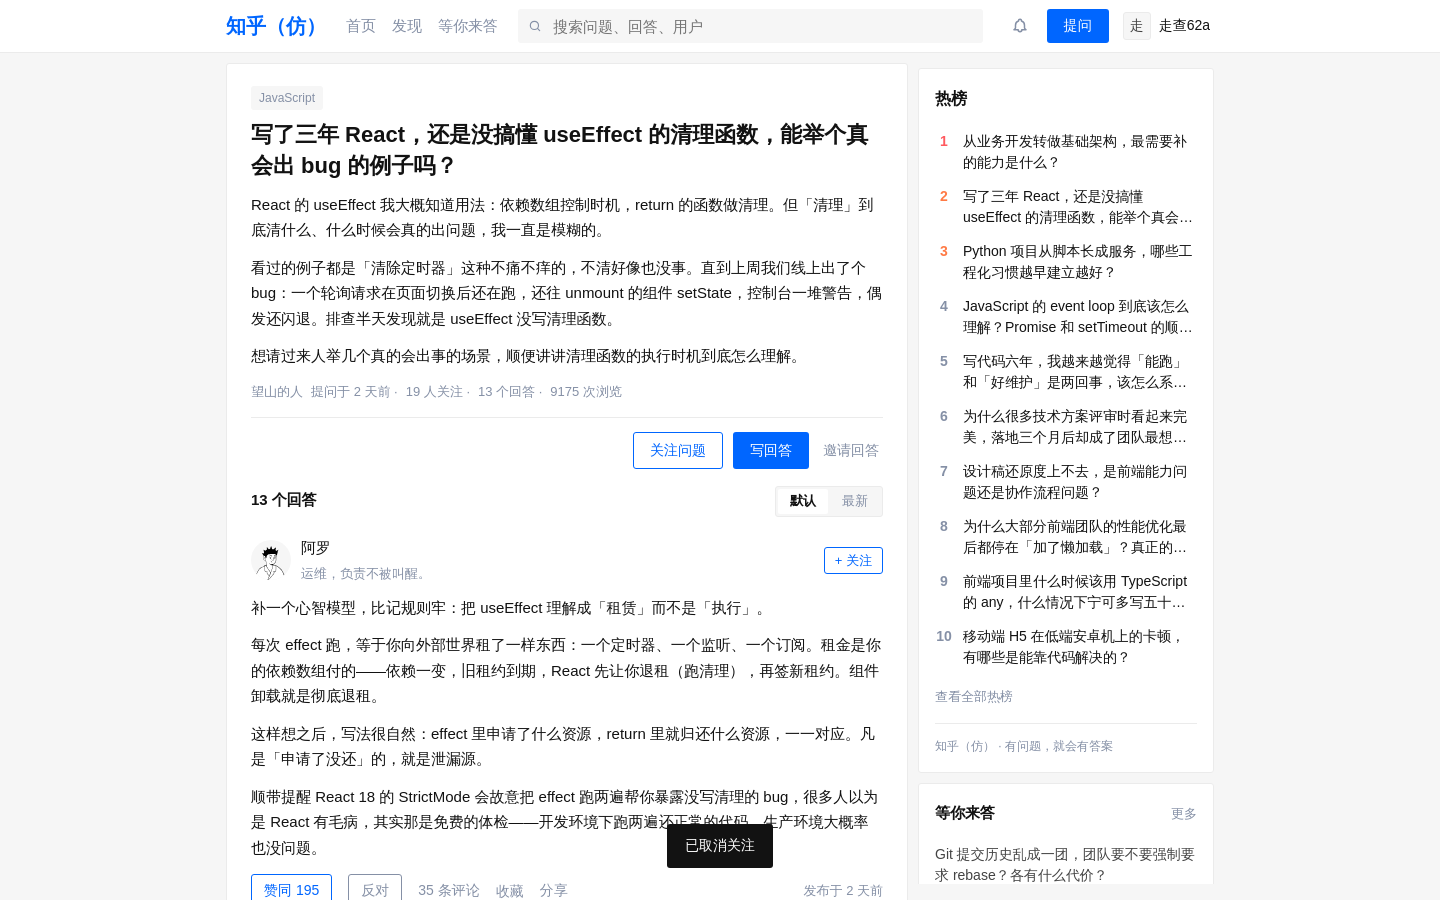 知乎（仿）
首页 发现 等你来答
搜索问题、回答、用户
提问
走 走查62a
JavaScript
写了三年 React，还是没搞懂 useEffect 的清理函数，能举个真
会出 bug 的例子吗？
React 的 useEffect 我大概知道用法：依赖数组控制时机，return 的函数做清理。但「清理」到
底清什么、什么时候会真的出问题，我一直是模糊的。
看过的例子都是「清除定时器」这种不痛不痒的，不清好像也没事。直到上周我们线上出了个
bug：一个轮询请求在页面切换后还在跑，还往 unmount 的组件 setState，控制台一堆警告，偶
发还闪退。排查半天发现就是 useEffect 没写清理函数。
想请过来人举几个真的会出事的场景，顺便讲讲清理函数的执行时机到底怎么理解。
望山的人 提问于 2 天前 · 19 人关注 · 13 个回答 · 9175 次浏览
关注问题 写回答 邀请回答
13 个回答
默认 最新
阿罗
运维，负责不被叫醒。
+ 关注
补一个心智模型，比记规则牢：把 useEffect 理解成「租赁」而不是「执行」。
每次 effect 跑，等于你向外部世界租了一样东西：一个定时器、一个监听、一个订阅。租金是你
的依赖数组付的——依赖一变，旧租约到期，React 先让你退租（跑清理），再签新租约。组件
卸载就是彻底退租。
这样想之后，写法很自然：effect 里申请了什么资源，return 里就归还什么资源，一一对应。凡
是「申请了没还」的，就是泄漏源。
顺带提醒 React 18 的 StrictMode 会故意把 effect 跑两遍帮你暴露没写清理的 bug，很多人以为
是 React 有毛病，其实那是免费的体检——开发环境下跑两遍还正常的代码，生产环境大概率
也没问题。
已取消关注
赞同 195 反对 35 条评论 收藏 分享 发布于 2 天前
热榜
1 从业务开发转做基础架构，最需要补
的能力是什么？
2 写了三年 React，还是没搞懂
useEffect 的清理函数，能举个真会…
3 Python 项目从脚本长成服务，哪些工
程化习惯越早建立越好？
4 JavaScript 的 event loop 到底该怎么
理解？Promise 和 setTimeout 的顺…
5 写代码六年，我越来越觉得「能跑」
和「好维护」是两回事，该怎么系…
6 为什么很多技术方案评审时看起来完
美，落地三个月后却成了团队最想…
7 设计稿还原度上不去，是前端能力问
题还是协作流程问题？
8 为什么大部分前端团队的性能优化最
后都停在「加了懒加载」？真正的…
9 前端项目里什么时候该用 TypeScript
的 any，什么情况下宁可多写五十…
10 移动端 H5 在低端安卓机上的卡顿，
有哪些是能靠代码解决的？
查看全部热榜
知乎（仿） · 有问题，就会有答案
等你来答 更多
Git 提交历史乱成一团，团队要不要强制要
求 rebase？各有什么代价？